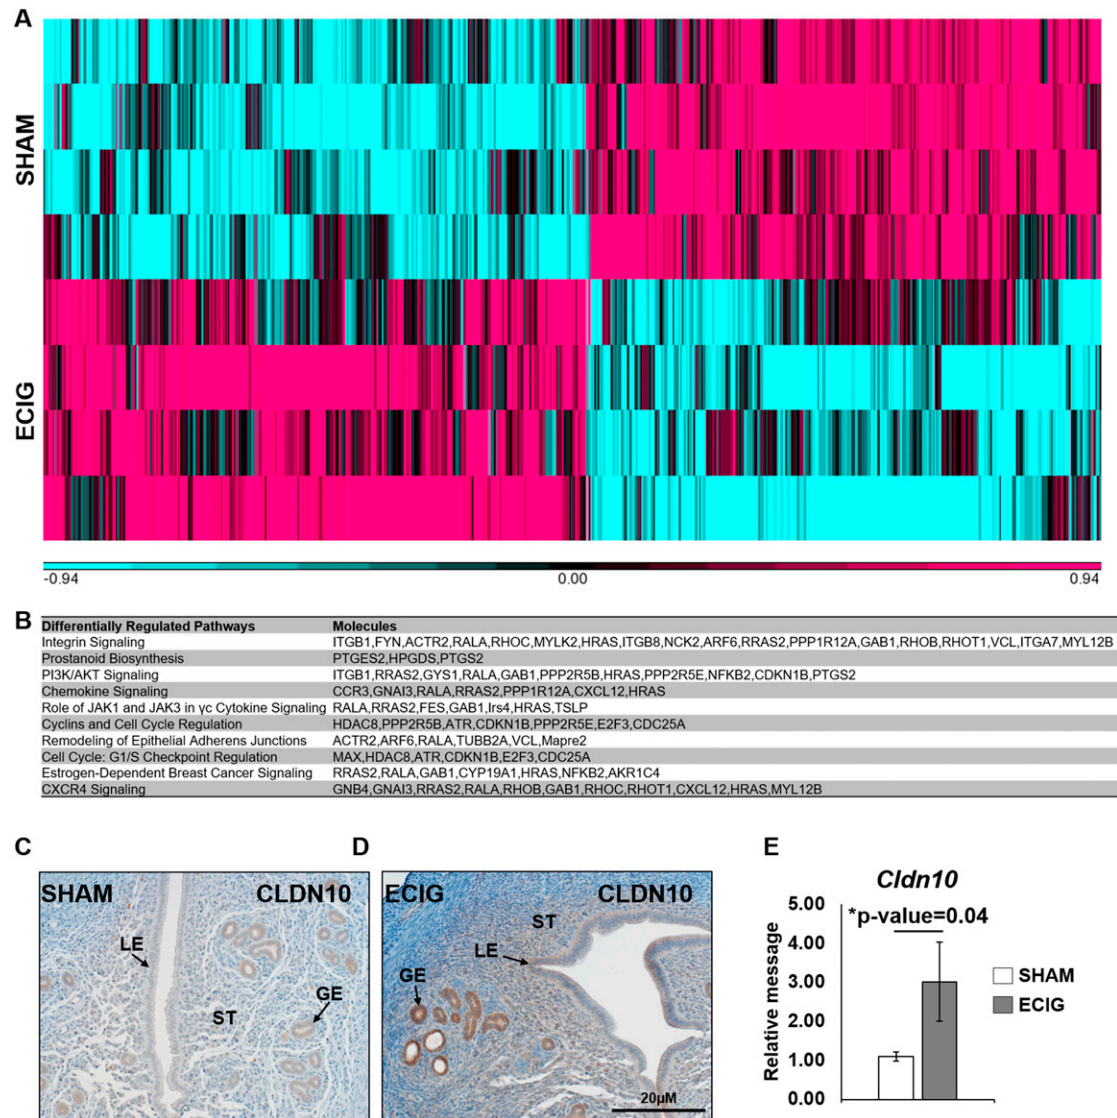 A
SHAM
ECIG
-0.94 0.00 0.94
B
Differentially Regulated Pathways Molecules
Integrin Signaling ITGB1,FYN,ACTR2,RALA,RHOC,MYLK2,HRAS,ITGB8,NCK2,ARF6,RRAS2,PPP1R12A,GAB1,RHOB,RHOT1,VCL,ITGA7,MYL12B
Prostanoid Biosynthesis PTGES2,HPGDS,PTGS2
PI3K/AKT Signaling ITGB1,RRAS2,GYS1,RALA,GAB1,PPP2R5B,HRAS,PPP2R5E,NFKB2,CDKN1B,PTGS2
Chemokine Signaling CCR3,GNAI3,RALA,RRAS2,PPP1R12A,CXCL12,HRAS
Role of JAK1 and JAK3 in γc Cytokine Signaling RALA,RRAS2,FES,GAB1,Irs4,HRAS,TSLP
Cyclins and Cell Cycle Regulation HDAC8,PPP2R5B,ATR,CDKN1B,PPP2R5E,E2F3,CDC25A
Remodeling of Epithelial Adherens Junctions ACTR2,ARF6,RALA,TUBB2A,VCL,Mapre2
Cell Cycle: G1/S Checkpoint Regulation MAX,HDAC8,ATR,CDKN1B,E2F3,CDC25A
Estrogen-Dependent Breast Cancer Signaling RRAS2,RALA,GAB1,CYP19A1,HRAS,NFKB2,AKR1C4
CXCR4 Signaling GNB4,GNAI3,RRAS2,RALA,RHOB,GAB1,RHOC,RHOT1,CXCL12,HRAS,MYL12B
C
SHAM CLDN10
LE
GE
ST
D
ECIG CLDN10
ST
LE
GE
20µM
E
Cldn10
*p-value=0.04
Relative message
5.00
4.00
3.00
2.00
1.00
0.00
SHAM
ECIG